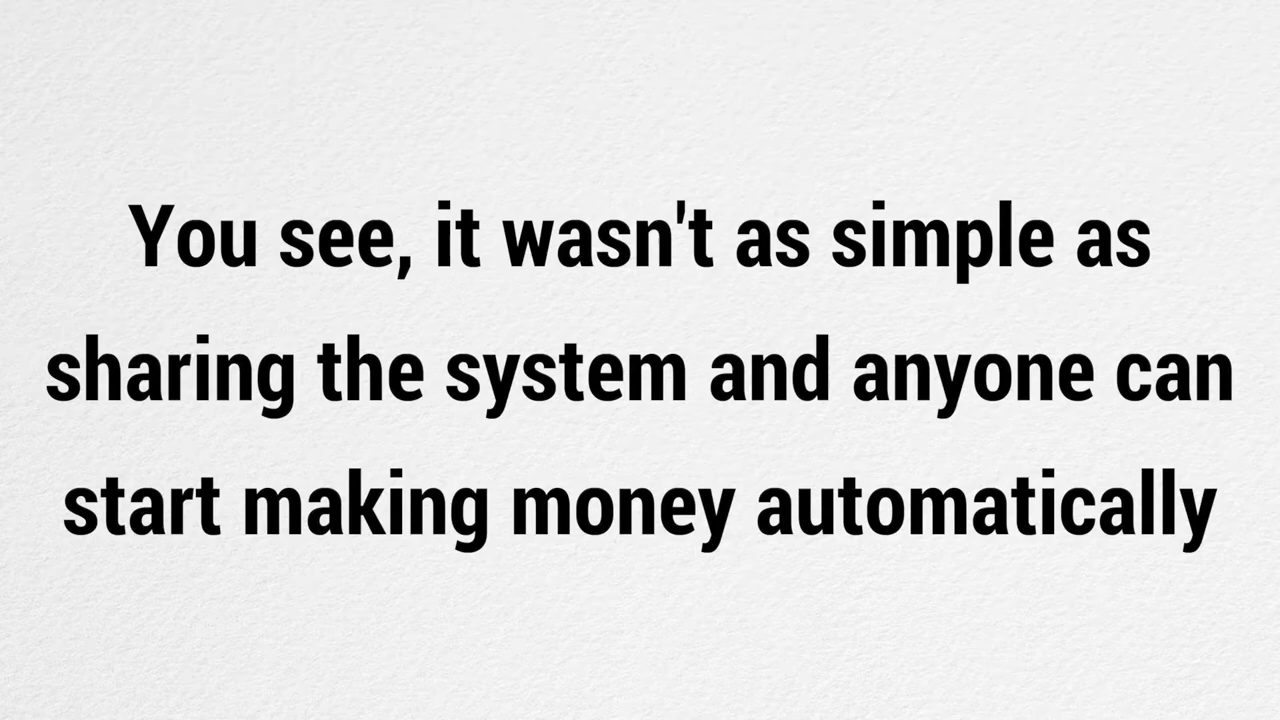 You see, it wasn't as simple as
sharing the system and anyone can
start making money automatically